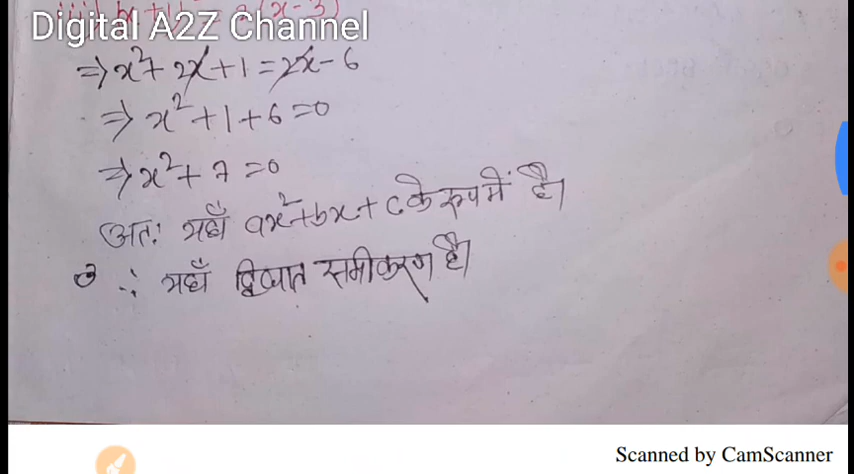 Digital A2Z Channel
⇒ x² + 2x + 1 = 2x - 6
⇒ x² + 1 + 6 = 0
⇒ x² + 7 = 0
अतः यहाँ ax² + bx + c के रूप में है।
∴ यहाँ द्विघात समीकरण है।
Scanned by CamScanner